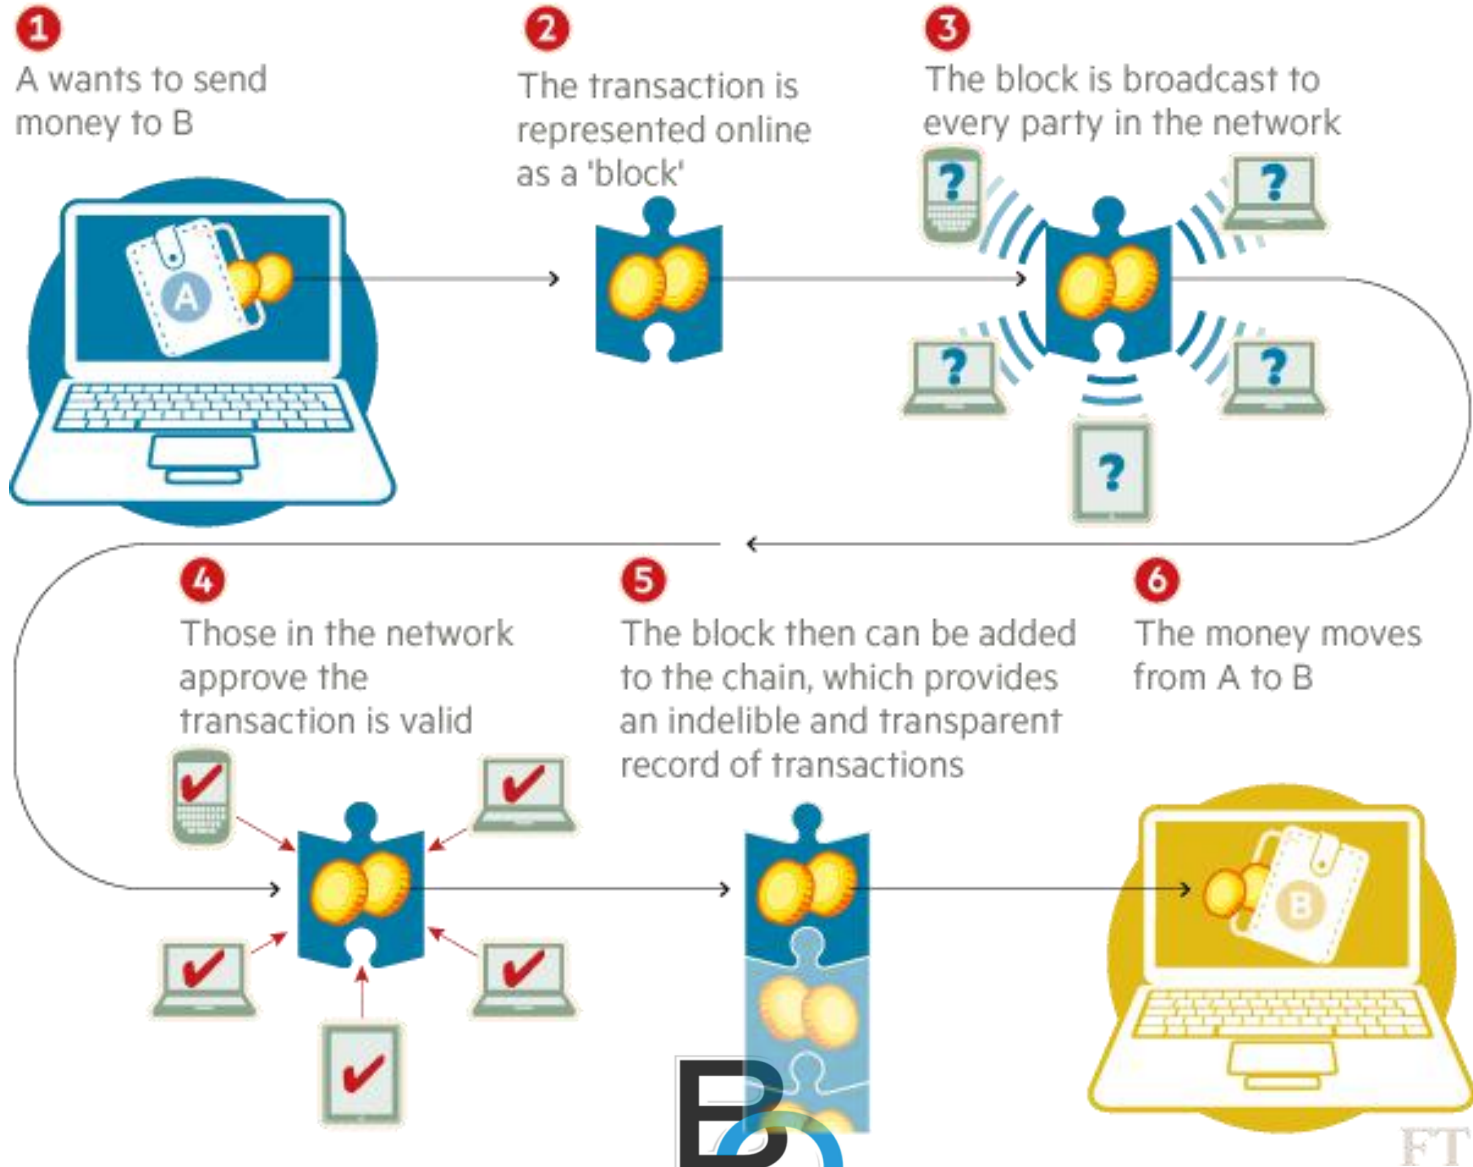 1
A wants to send
money to B
A
2
The transaction is
represented online
as a 'block'
3
The block is broadcast to
every party in the network
?
?
?
?
?
4
Those in the network
approve the
transaction is valid
5
The block then can be added
to the chain, which provides
an indelible and transparent
record of transactions
6
The money moves
from A to B
B
B
FT